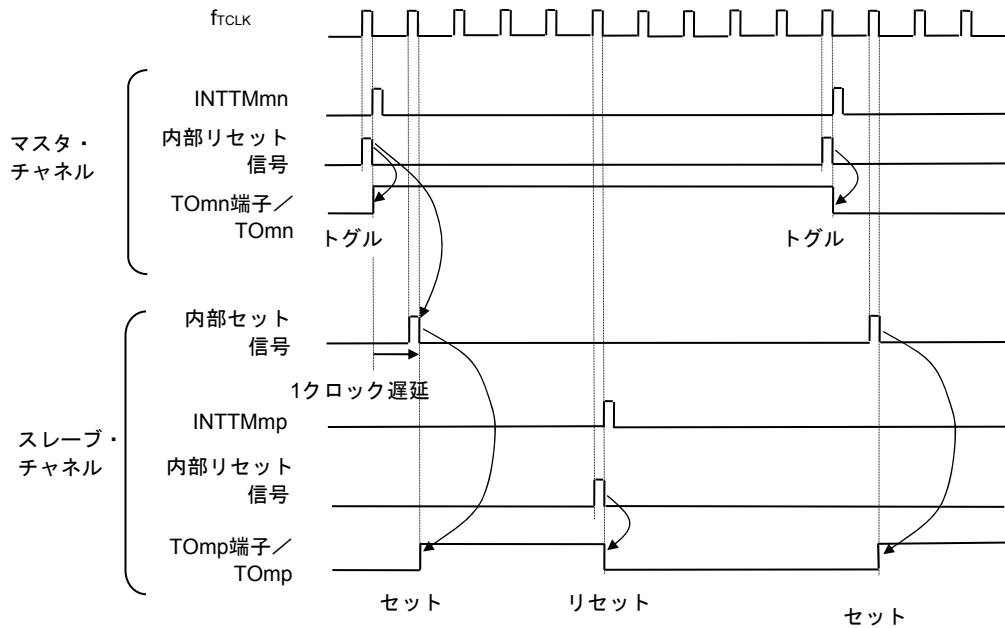 fTCLK
INTTMmn
マスタ・
チャネル
内部リセット
信号
TOmn端子／
TOmn
トグル
トグル
内部セット
信号
1クロック遅延
INTTMmp
スレーブ・
チャネル
内部リセット
信号
TOmp端子／
TOmp
セット
リセット
セット